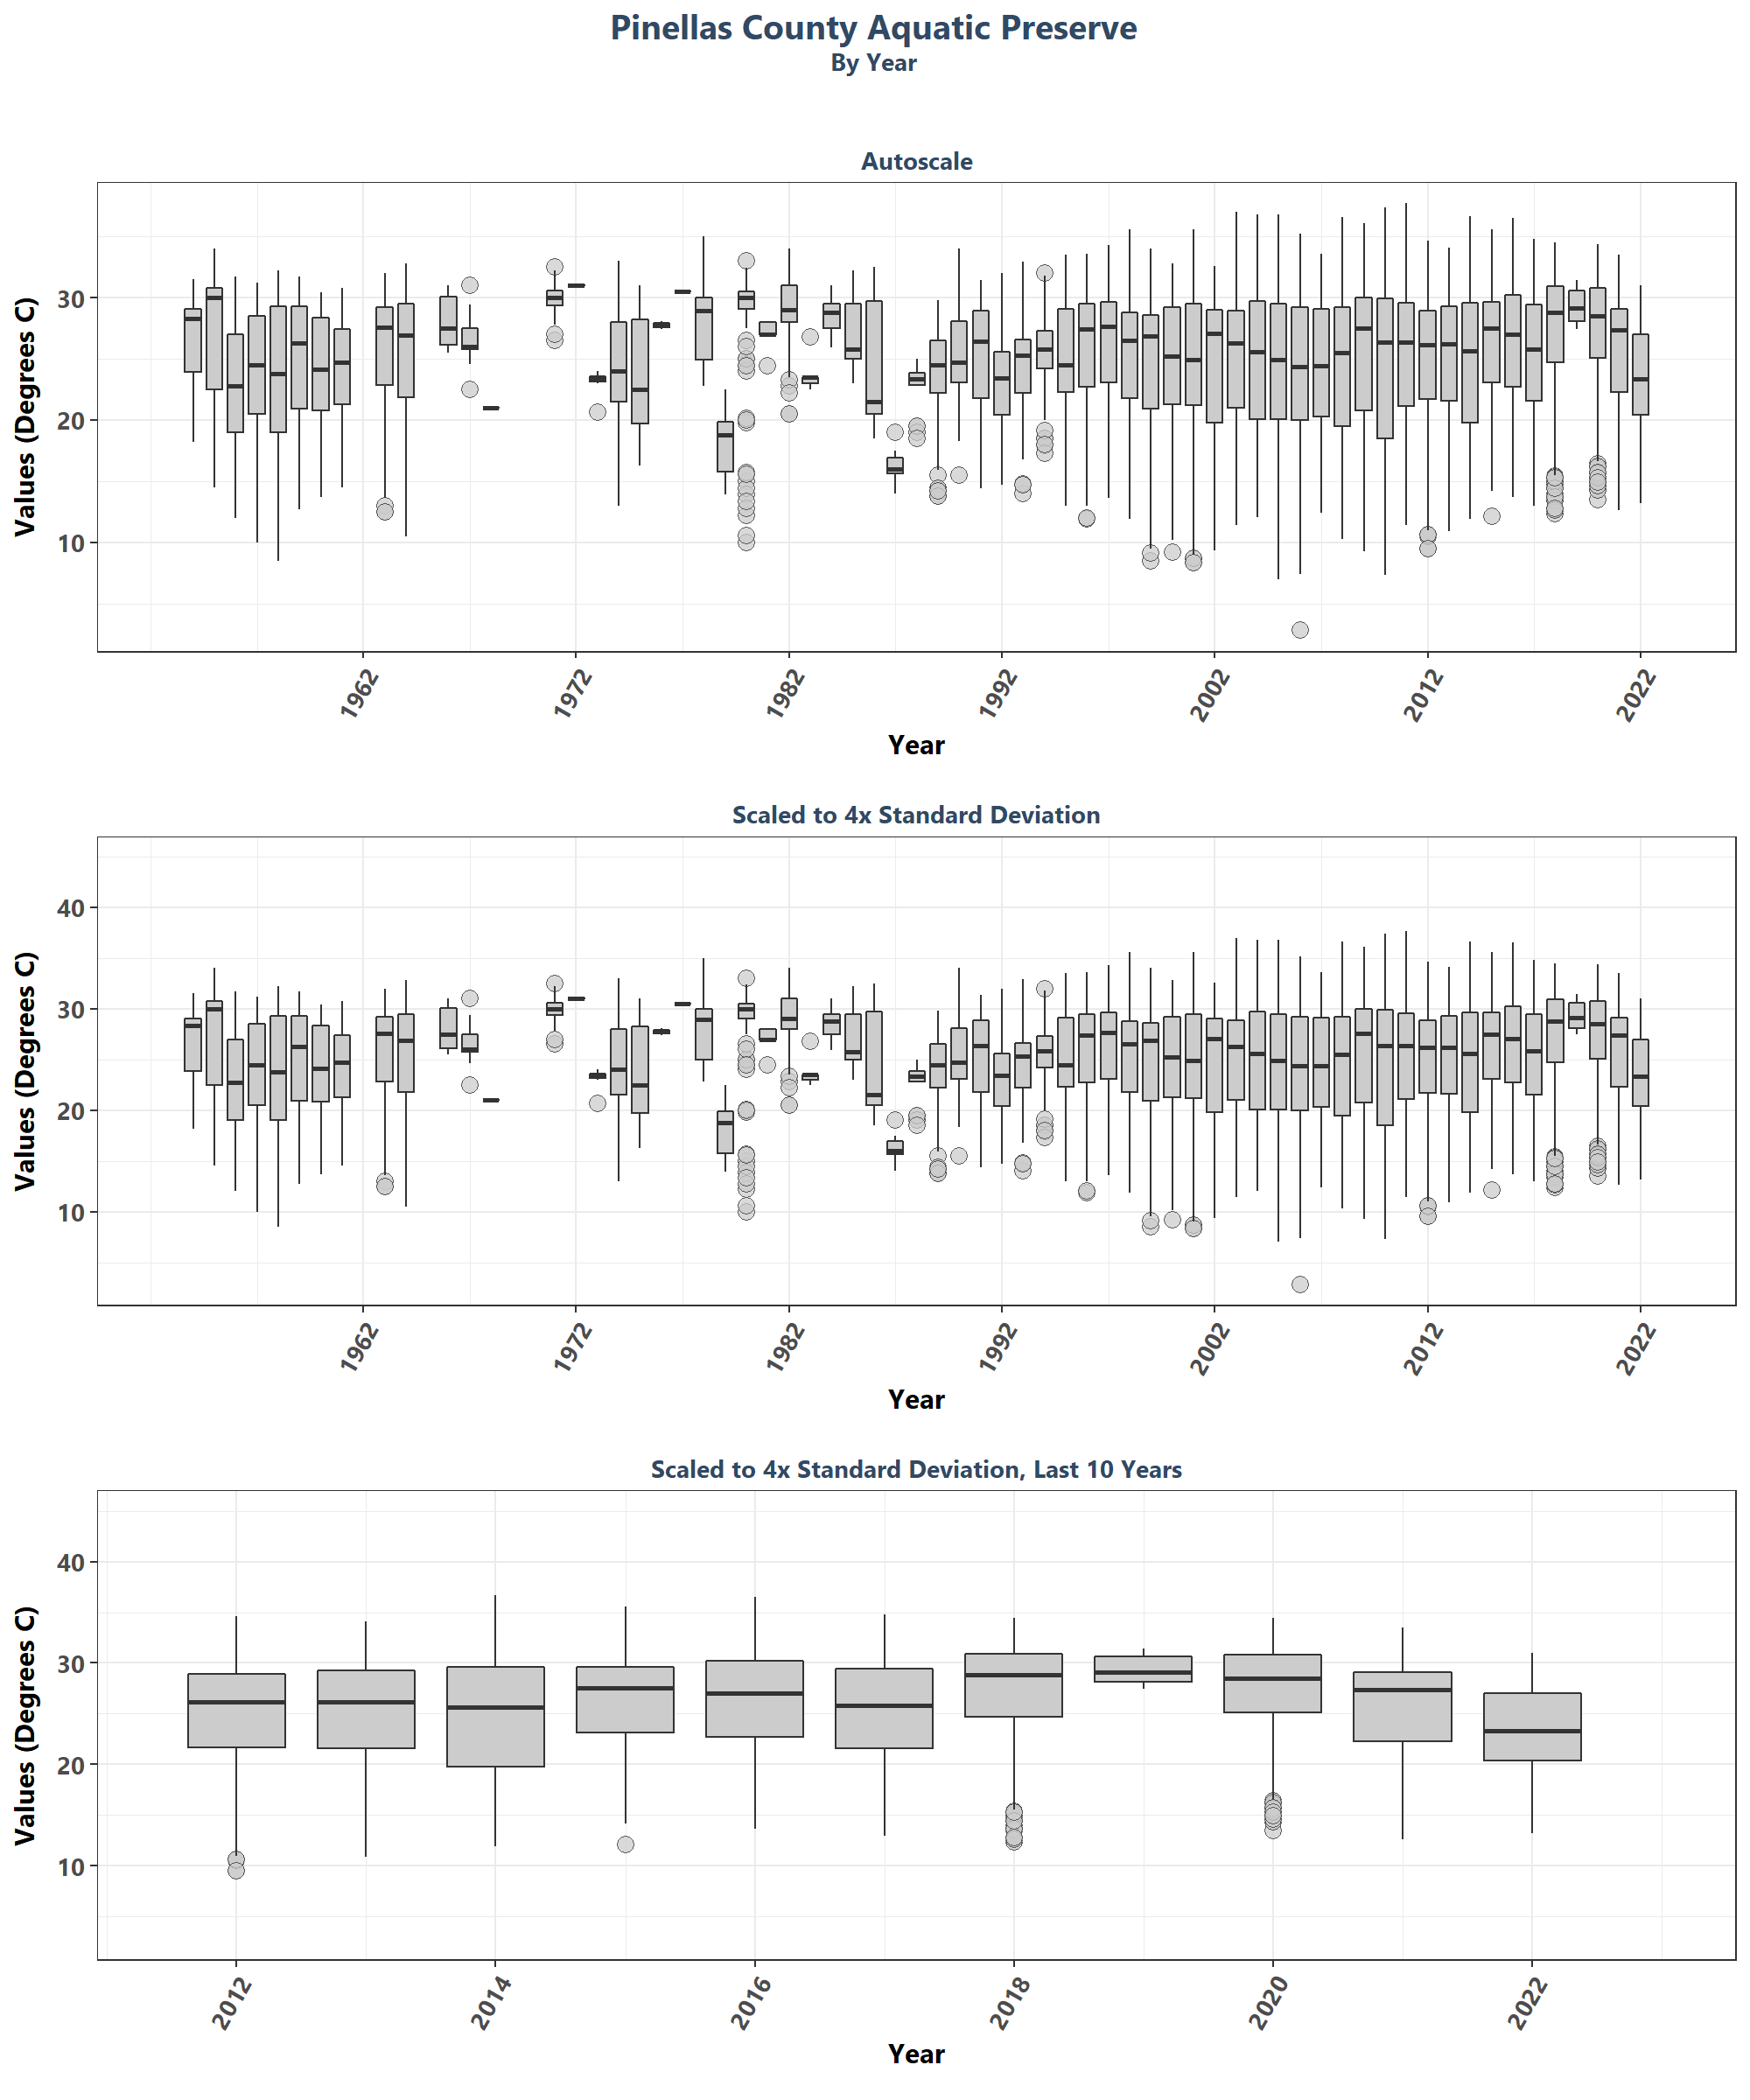 Pinellas County Aquatic Preserve
By Year
Autoscale
Values (Degrees C)
30
20
10
1962
1972
1982
1992
2002
2012
2022
Year
Scaled to 4x Standard Deviation
Values (Degrees C)
40
30
20
10
1962
1972
1982
1992
2002
2012
2022
Year
Scaled to 4x Standard Deviation, Last 10 Years
Values (Degrees C)
40
30
20
10
2012
2014
2016
2018
2020
2022
Year